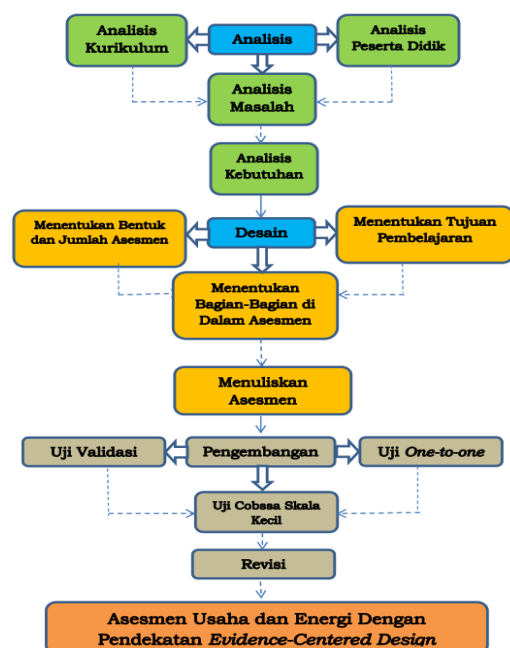 Analisis
Kurikulum
Analisis
Analisis
Peserta Didik
Analisis
Masalah
Analisis
Kebutuhan
Menentukan Bentuk
dan Jumlah Asesmen
Desain
Menentukan Tujuan
Pembelajaran
Menentukan
Bagian-Bagian di
Dalam Asesmen
Menuliskan
Asesmen
Uji Validasi
Pengembangan
Uji One-to-one
Uji Cobssa Skala
Kecil
Revisi
Asesmen Usaha dan Energi Dengan
Pendekatan Evidence-Centered Design